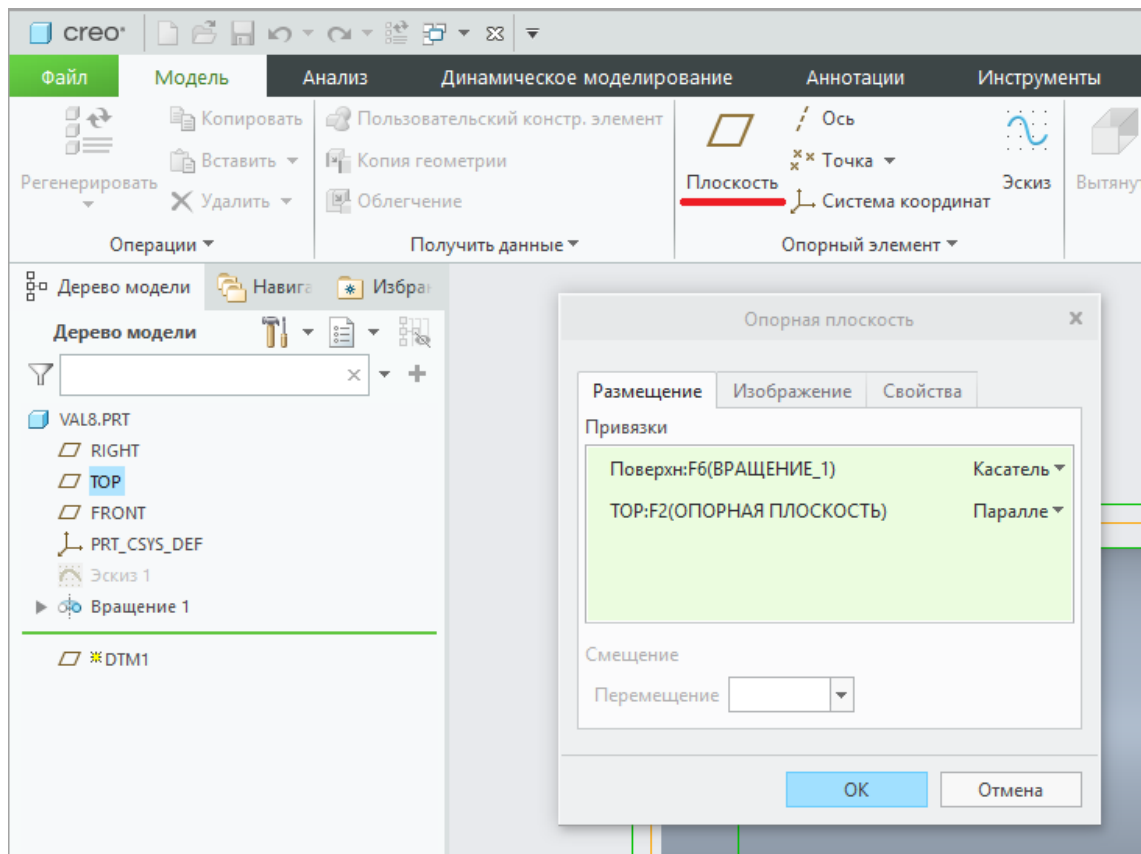 creo
Файл Модель Анализ Динамическое моделирование Аннотации Инструменты
Регенерировать
Операции
Копировать
Вставить
Удалить
Пользовательский констр. элемент
Копия геометрии
Облегчение
Получить данные
Плоскость
Ось
Точка
Система координат
Эскиз
Опорный элемент
Вытяну
Дерево модели Навига Избра
Дерево модели
VAL8.PRT
RIGHT
TOP
FRONT
PRT_CSYS_DEF
Эскиз 1
Вращение 1
DTM1
Опорная плоскость
Размещение Изображение Свойства
Привязки
Поверхн:F6(ВРАЩЕНИЕ_1) Касатель
TOP:F2(ОПОРНАЯ ПЛОСКОСТЬ) Паралле
Смещение
Перемещение
OK Отмена